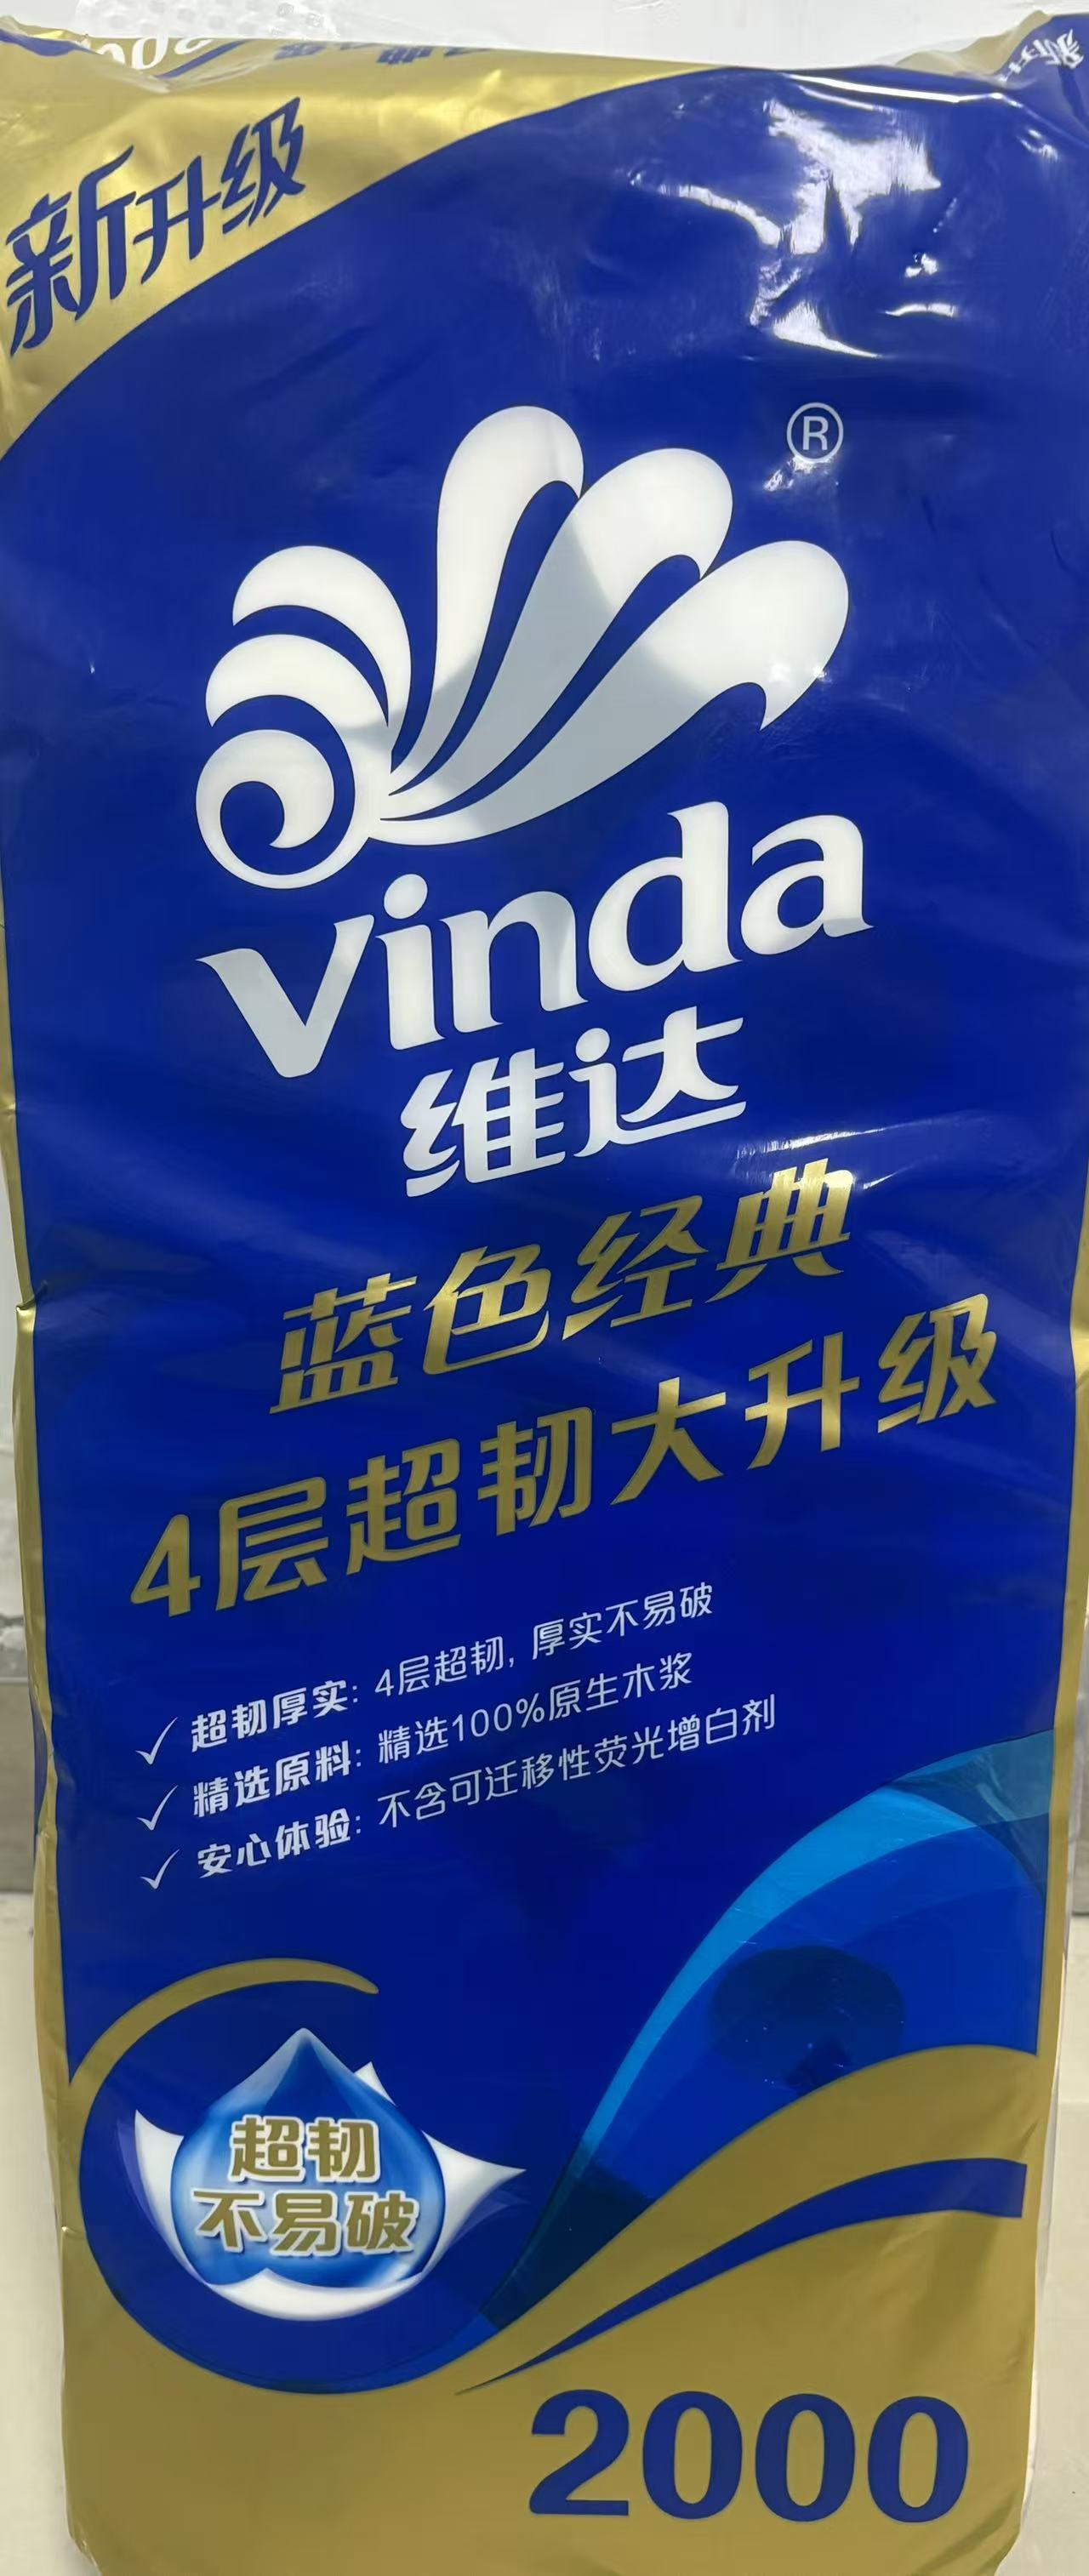 新升级
®
Vinda
维达
蓝色经典
4层超韧大升级
✓ 超韧厚实: 4层超韧, 厚实不易破
✓ 精选原料: 精选100%原生木浆
✓ 安心体验: 不含可迁移性荧光增白剂
超韧
不易破
2000